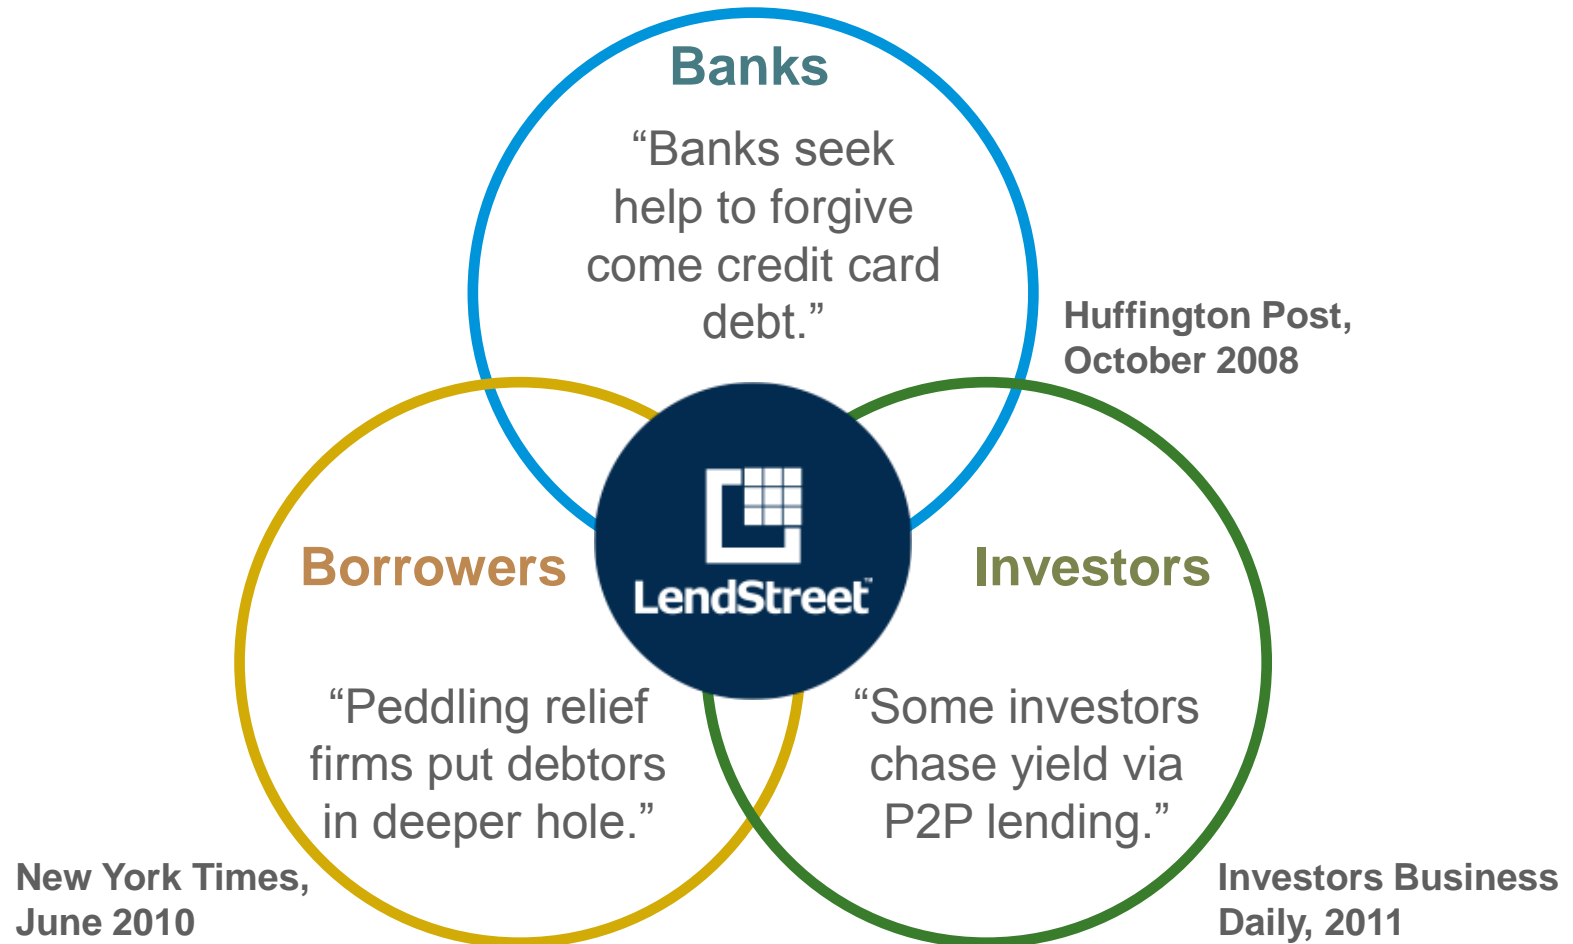 Banks
“Banks seek
help to forgive
come credit card
debt.”
Huffington Post,
October 2008
LendStreet™
Borrowers
“Peddling relief
firms put debtors
in deeper hole.”
New York Times,
June 2010
Investors
“Some investors
chase yield via
P2P lending.”
Investors Business
Daily, 2011